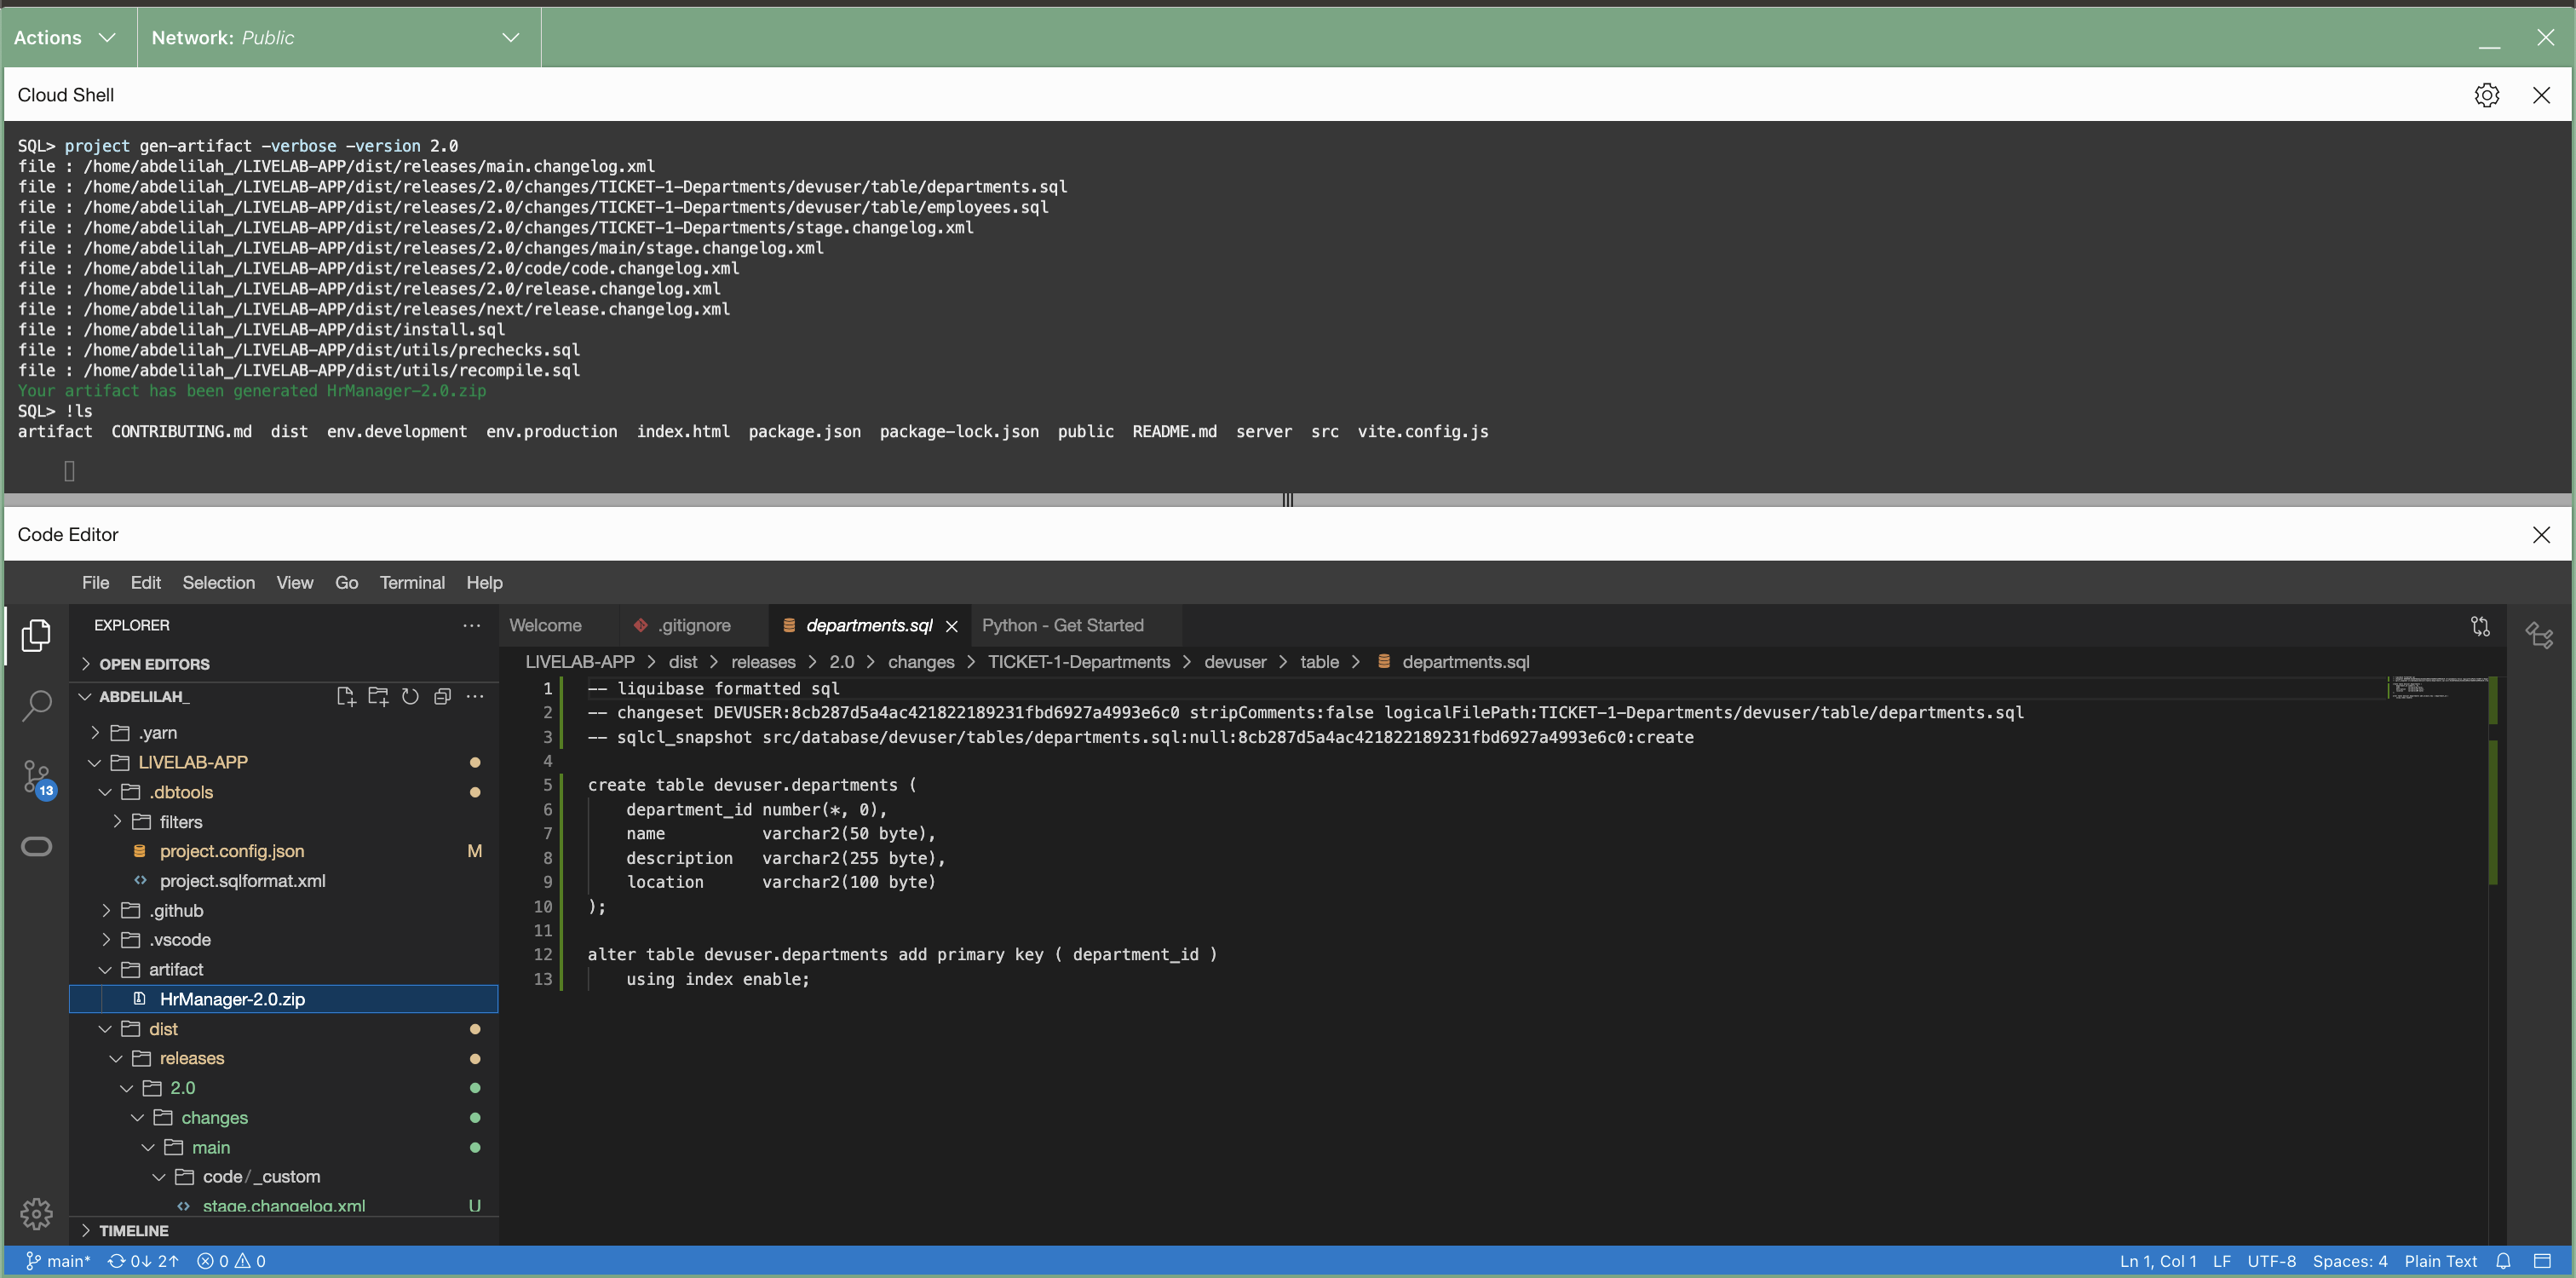 Actions Network: Public
Cloud Shell
SQL> project gen-artifact -verbose -version 2.0
file : /home/abdelilah_/LIVELAB-APP/dist/releases/main.changelog.xml
file : /home/abdelilah_/LIVELAB-APP/dist/releases/2.0/changes/TICKET-1-Departments/devuser/table/departments.sql
file : /home/abdelilah_/LIVELAB-APP/dist/releases/2.0/changes/TICKET-1-Departments/devuser/table/employees.sql
file : /home/abdelilah_/LIVELAB-APP/dist/releases/2.0/changes/TICKET-1-Departments/stage.changelog.xml
file : /home/abdelilah_/LIVELAB-APP/dist/releases/2.0/changes/main/stage.changelog.xml
file : /home/abdelilah_/LIVELAB-APP/dist/releases/2.0/code/code.changelog.xml
file : /home/abdelilah_/LIVELAB-APP/dist/releases/2.0/release.changelog.xml
file : /home/abdelilah_/LIVELAB-APP/dist/releases/next/release.changelog.xml
file : /home/abdelilah_/LIVELAB-APP/dist/install.sql
file : /home/abdelilah_/LIVELAB-APP/dist/utils/prechecks.sql
file : /home/abdelilah_/LIVELAB-APP/dist/utils/recompile.sql
Your artifact has been generated HrManager-2.0.zip
SQL> !ls
artifact CONTRIBUTING.md dist env.development env.production index.html package.json package-lock.json public README.md server src vite.config.js
Code Editor
File Edit Selection View Go Terminal Help
EXPLORER
OPEN EDITORS
ABDELILAH_
.yarn
LIVELAB-APP
.dbtools
filters
project.config.json M
project.sqlformat.xml
.github
.vscode
artifact
HrManager-2.0.zip
dist
releases
2.0
changes
main
code/_custom
stage.changelog.xml U
TIMELINE
13
Welcome .gitignore departments.sql Python - Get Started
LIVELAB-APP > dist > releases > 2.0 > changes > TICKET-1-Departments > devuser > table > departments.sql
1 -- liquibase formatted sql
2 -- changeset DEVUSER:8cb287d5a4ac421822189231fbd6927a4993e6c0 stripComments:false logicalFilePath:TICKET-1-Departments/devuser/table/departments.sql
3 -- sqlcl_snapshot src/database/devuser/tables/departments.sql:null:8cb287d5a4ac421822189231fbd6927a4993e6c0:create
4
5 create table devuser.departments (
6 department_id number(*, 0),
7 name varchar2(50 byte),
8 description varchar2(255 byte),
9 location varchar2(100 byte)
10 );
11
12 alter table devuser.departments add primary key ( department_id )
13 using index enable;
main* 0↓ 2↑ 0 0 Ln 1, Col 1 LF UTF-8 Spaces: 4 Plain Text